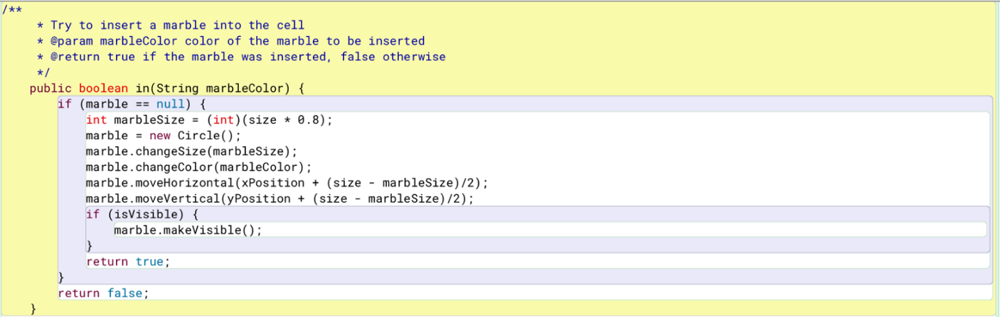 /**
     * Try to insert a marble into the cell
     * @param marbleColor color of the marble to be inserted
     * @return true if the marble was inserted, false otherwise
     */
    public boolean in(String marbleColor) {
        if (marble == null) {
            int marbleSize = (int)(size * 0.8);
            marble = new Circle();
            marble.changeSize(marbleSize);
            marble.changeColor(marbleColor);
            marble.moveHorizontal(xPosition + (size - marbleSize)/2);
            marble.moveVertical(yPosition + (size - marbleSize)/2);
            if (isVisible) {
                marble.makeVisible();
            }
            return true;
        }
        return false;
    }